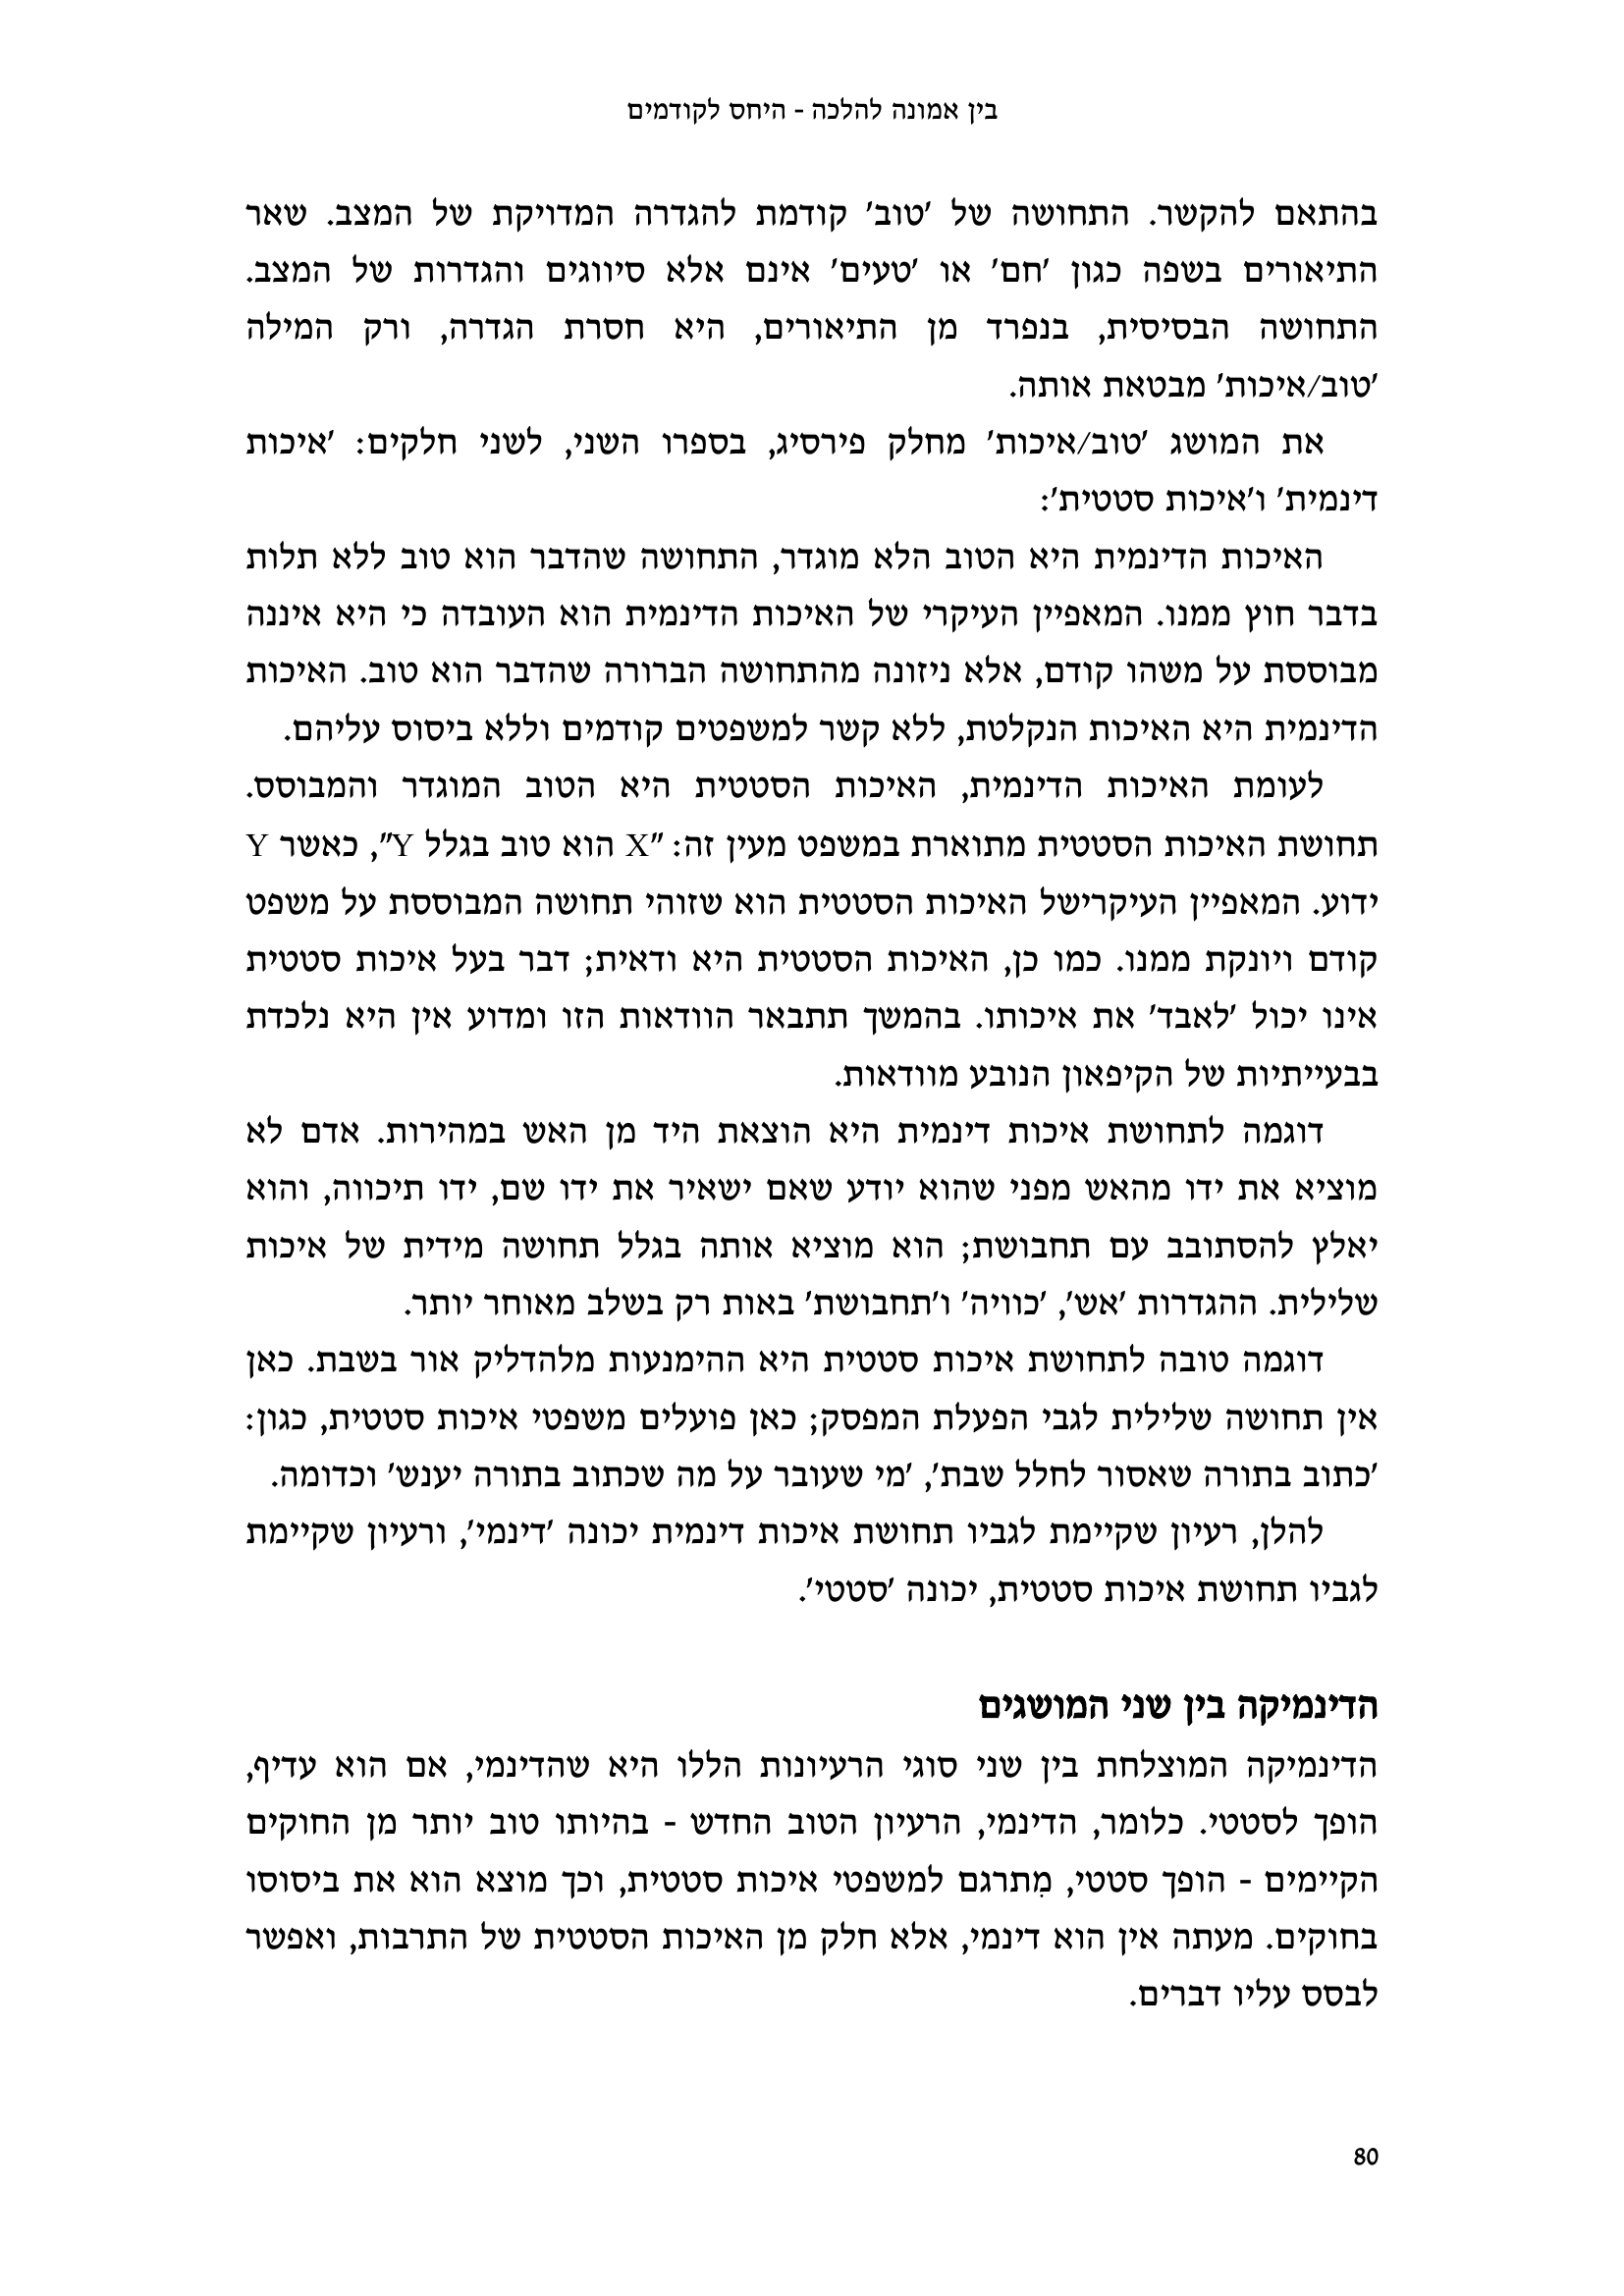 בין אמונה להלכה - היחס לקודמים
בהתאם להקשר. התחושה של 'טוב' קודמת להגדרה המדויקת של המצב. שאר
התיאורים בשפה כגון 'חם' או 'טעים' אינם אלא סיווגים והגדרות של המצב.
התחושה הבסיסית, בנפרד מן התיאורים, היא חסרת הגדרה, ורק המילה
'טוב/איכות' מבטאת אותה.
את המושג 'טוב/איכות' מחלק פירסיג, בספרו השני, לשני חלקים: 'איכות
דינמית' ו'איכות סטטית':
האיכות הדינמית היא הטוב הלא מוגדר, התחושה שהדבר הוא טוב ללא תלות
בדבר חוץ ממנו. המאפיין העיקרי של האיכות הדינמית הוא העובדה כי היא איננה
מבוססת על משהו קודם, אלא ניזונה מהתחושה הברורה שהדבר הוא טוב. האיכות
הדינמית היא האיכות הנקלטת, ללא קשר למשפטים קודמים וללא ביסוס עליהם.
לעומת האיכות הדינמית, האיכות הסטטית היא הטוב המוגדר והמבוסס.
תחושת האיכות הסטטית מתוארת במשפט מעין זה: "X הוא טוב בגלל Y", כאשר Y
ידוע. המאפיין העיקרישל האיכות הסטטית הוא שזוהי תחושה המבוססת על משפט
קודם ויונקת ממנו. כמו כן, האיכות הסטטית היא ודאית; דבר בעל איכות סטטית
אינו יכול 'לאבד' את איכותו. בהמשך תתבאר הוודאות הזו ומדוע אין היא נלכדת
בבעייתיות של הקיפאון הנובע מוודאות.
דוגמה לתחושת איכות דינמית היא הוצאת היד מן האש במהירות. אדם לא
מוציא את ידו מהאש מפני שהוא יודע שאם ישאיר את ידו שם, ידו תיכווה, והוא
יאלץ להסתובב עם תחבושת; הוא מוציא אותה בגלל תחושה מידית של איכות
שלילית. ההגדרות 'אש', 'כוויה' ו'תחבושת' באות רק בשלב מאוחר יותר.
דוגמה טובה לתחושת איכות סטטית היא ההימנעות מלהדליק אור בשבת. כאן
אין תחושה שלילית לגבי הפעלת המפסק; כאן פועלים משפטי איכות סטטית, כגון:
'כתוב בתורה שאסור לחלל שבת', 'מי שעובר על מה שכתוב בתורה יענש' וכדומה.
להלן, רעיון שקיימת לגביו תחושת איכות דינמית יכונה 'דינמי', ורעיון שקיימת
לגביו תחושת איכות סטטית, יכונה 'סטטי'.
הדינמיקה בין שני המושגים
הדינמיקה המוצלחת בין שני סוגי הרעיונות הללו היא שהדינמי, אם הוא עדיף,
הופך לסטטי. כלומר, הדינמי, הרעיון הטוב החדש - בהיותו טוב יותר מן החוקים
הקיימים - הופך סטטי, מִתרגם למשפטי איכות סטטית, וכך מוצא הוא את ביסוסו
בחוקים. מעתה אין הוא דינמי, אלא חלק מן האיכות הסטטית של התרבות, ואפשר
לבסס עליו דברים.
80